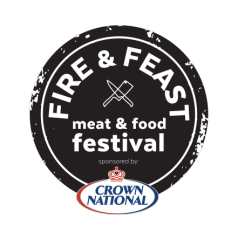 FIRE & FEAST
meat & food
festival
sponsored by:
CROWN
NATIONAL